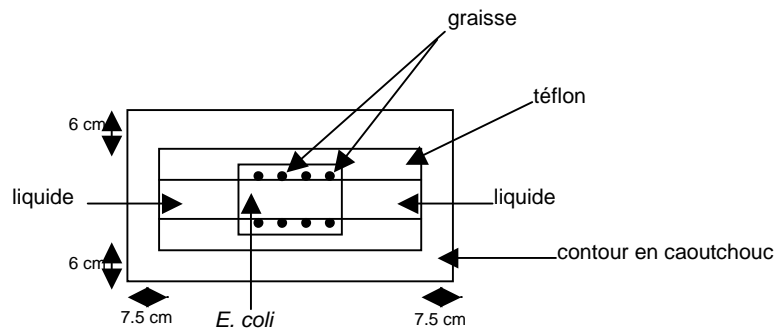 graisse
téflon
6 cm
liquide
liquide
contour en caoutchouc
6 cm
7.5 cm
E. coli
7.5 cm